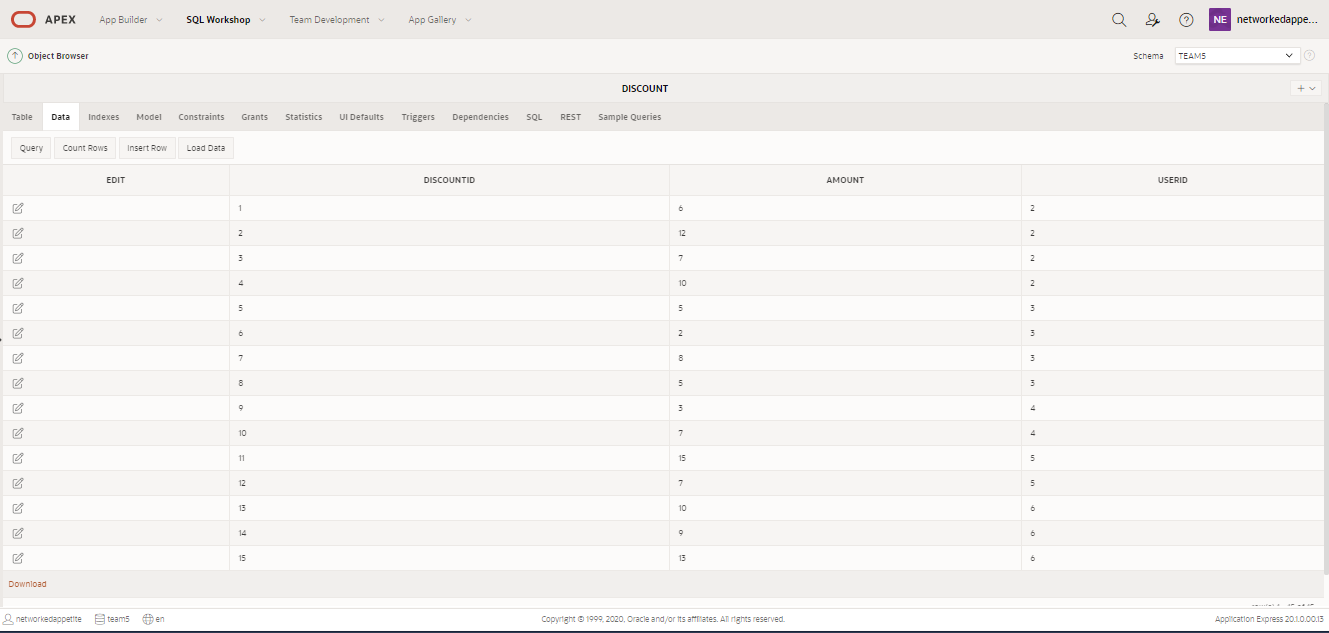 APEX App Builder SQL Workshop Team Development App Gallery NE networkedappe...
Object Browser Schema TEAM5
DISCOUNT
Table Data Indexes Model Constraints Grants Statistics UI Defaults Triggers Dependencies SQL REST Sample Queries
Query Count Rows Insert Row Load Data
EDIT DISCOUNTID AMOUNT USERID
1 6 2
2 12 2
3 7 2
4 10 2
5 5 3
6 2 3
7 8 3
8 5 3
9 3 4
10 7 4
11 15 5
12 7 5
13 10 6
14 9 6
15 13 6
Download
networkedappetite team5 en Copyright © 1999, 2020, Oracle and/or its affiliates. All rights reserved. Application Express 20.1.0.00.13